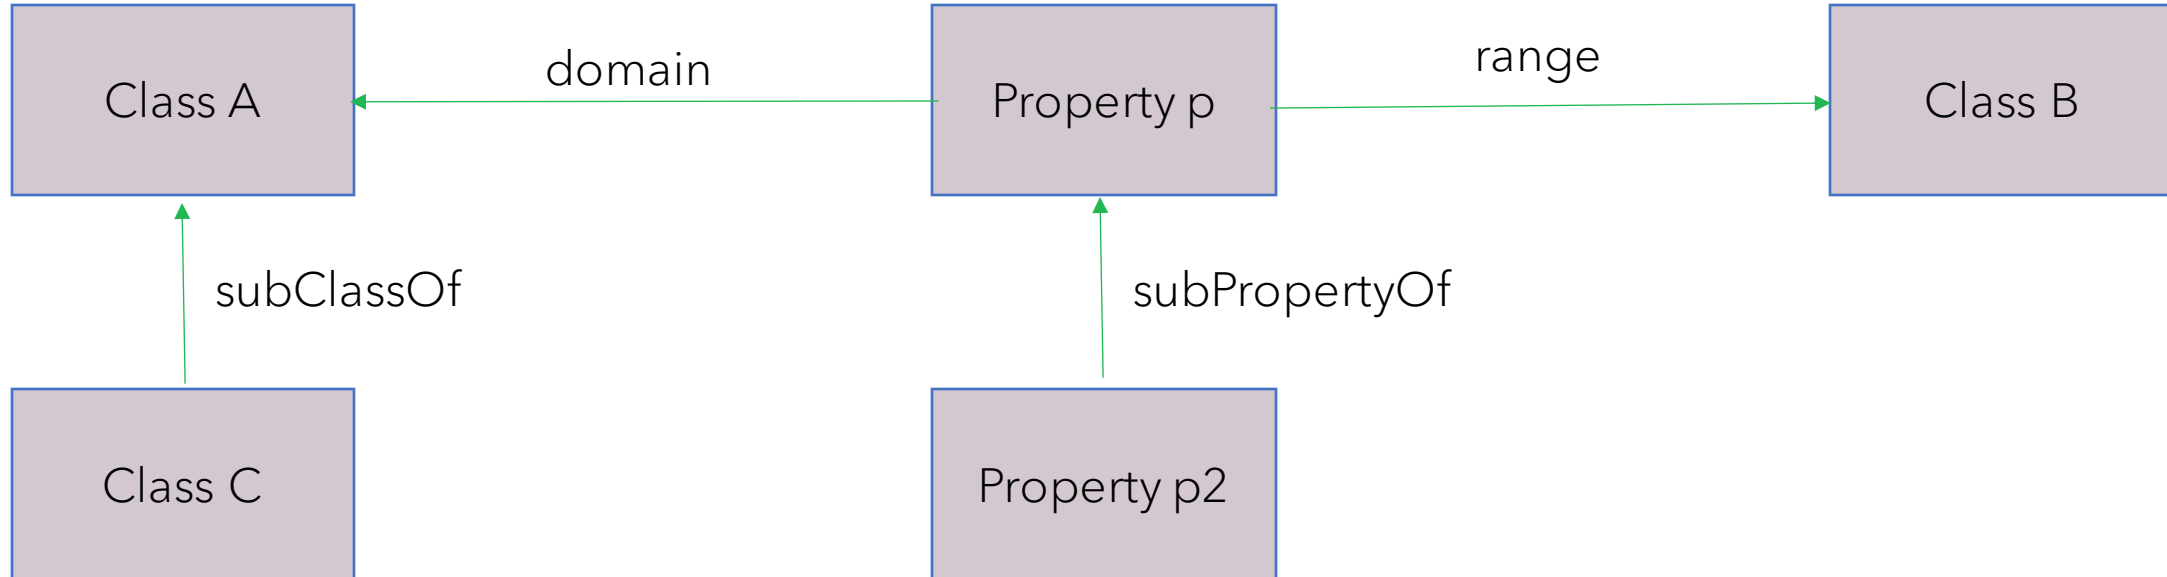 Class A
domain
Property p
range
Class B
subClassOf
subPropertyOf
Class C
Property p2